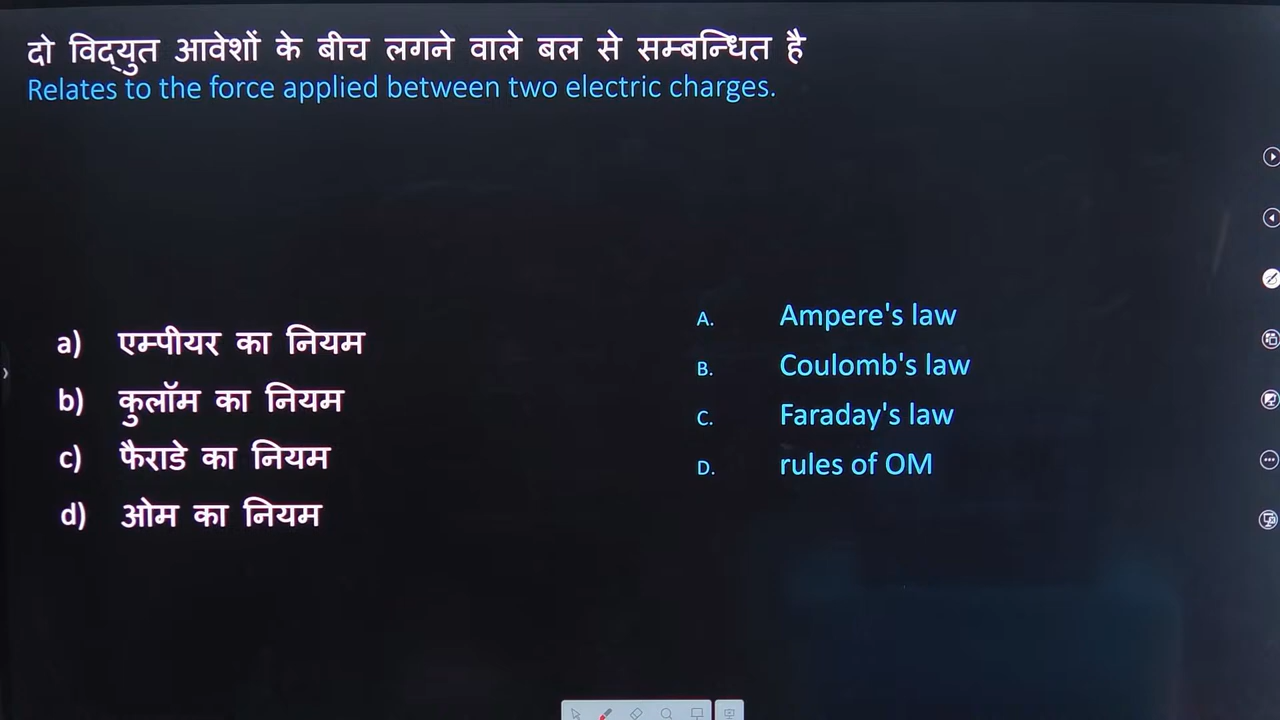 दो विद्युत आवेशों के बीच लगने वाले बल से सम्बन्धित है
Relates to the force applied between two electric charges.
a) एम्पीयर का नियम
b) कुलॉम का नियम
c) फैराडे का नियम
d) ओम का नियम
A. Ampere's law
B. Coulomb's law
C. Faraday's law
D. rules of OM